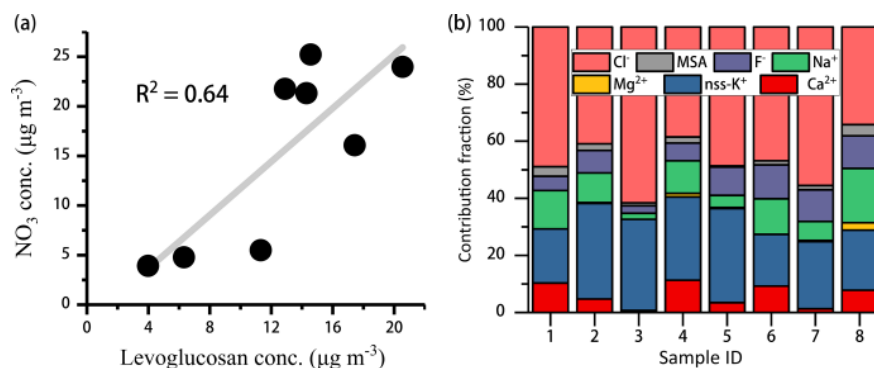 (a)
25
20
15
10
5
0
NO₃ conc. (μg m⁻³)
R² = 0.64
0 4 8 12 16 20
Levoglucosan conc. (μg m⁻³)
(b)
100
80
60
40
20
0
Contribution fraction (%)
Cl⁻ MSA F⁻ Na⁺
Mg²⁺ nss-K⁺ Ca²⁺
1 2 3 4 5 6 7 8
Sample ID